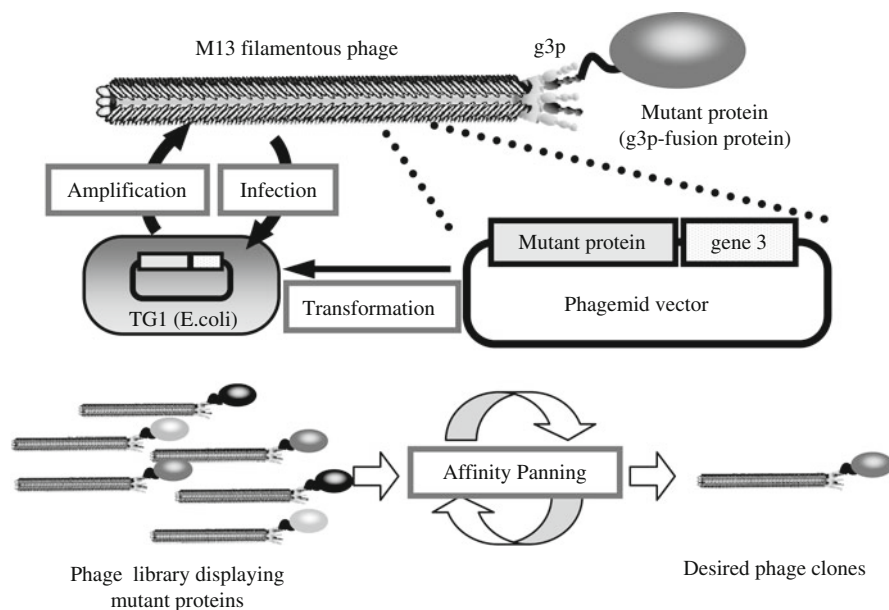 M13 filamentous phage
g3p
Mutant protein
(g3p-fusion protein)
Amplification
Infection
Mutant protein
gene 3
Transformation
Phagemid vector
TG1 (E.coli)
Affinity Panning
Phage library displaying
mutant proteins
Desired phage clones